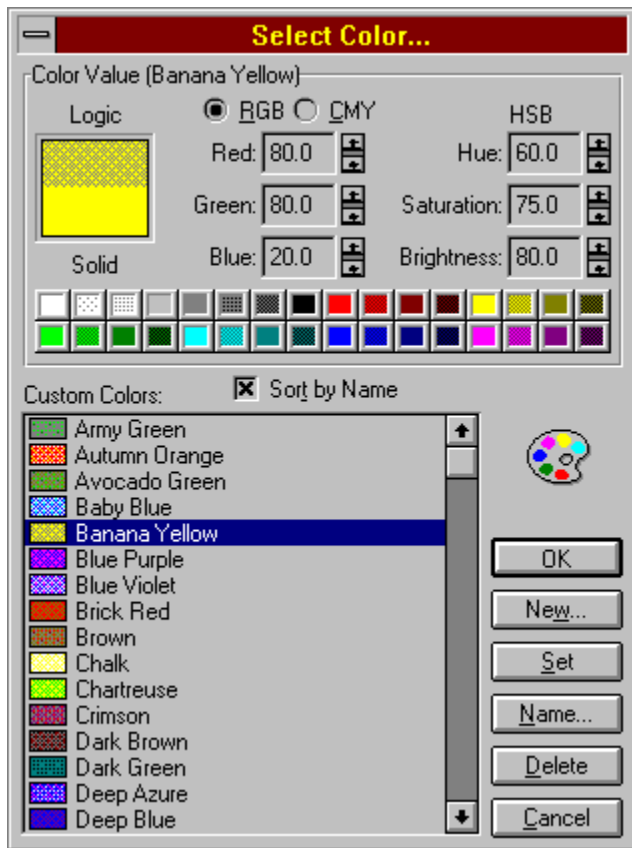 Select Color...
Color Value (Banana Yellow)
Logic RGB CMY HSB
Red: 80.0 Hue: 60.0
Green: 80.0 Saturation: 75.0
Solid Blue: 20.0 Brightness: 80.0
Custom Colors: Sort by Name
Army Green
Autumn Orange
Avocado Green
Baby Blue
Banana Yellow
Blue Purple
Blue Violet
Brick Red
Brown
Chalk
Chartreuse
Crimson
Dark Brown
Dark Green
Deep Azure
Deep Blue
OK
New...
Set
Name...
Delete
Cancel